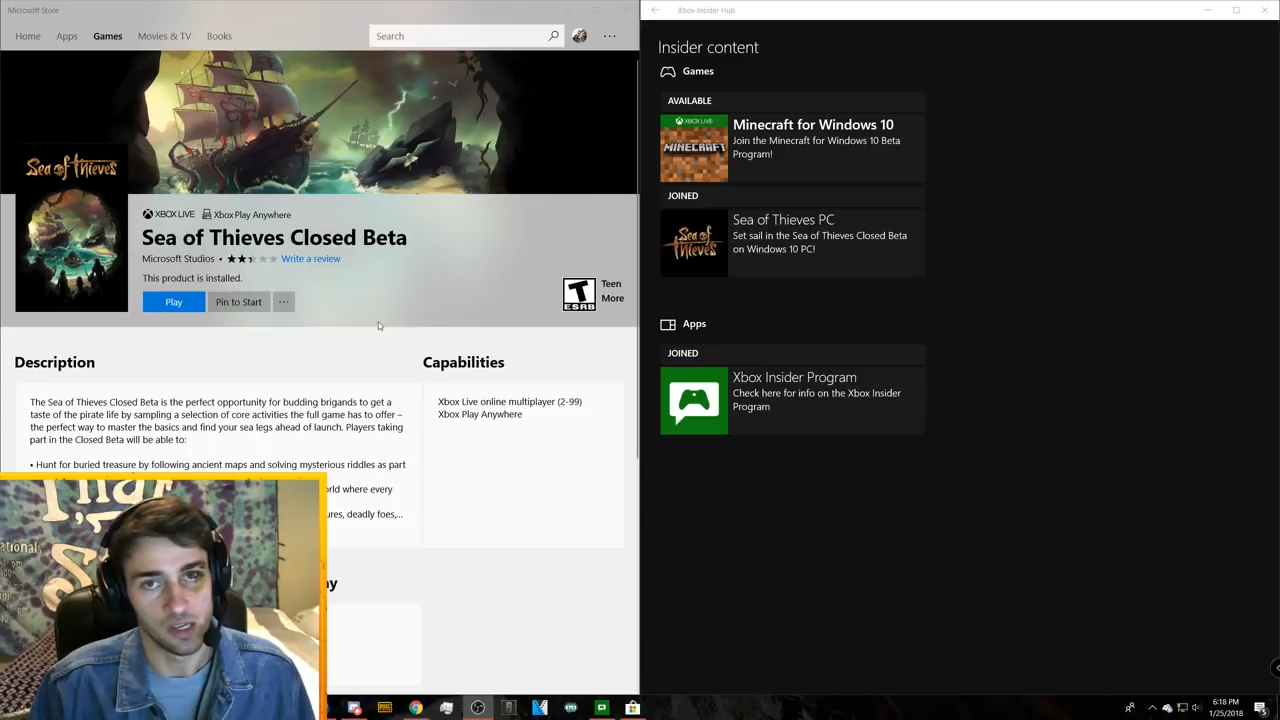 Microsoft Store
Home Apps Games Movies & TV Books
Search
Sea of Thieves
XBOX LIVE Xbox Play Anywhere
Sea of Thieves Closed Beta
Microsoft Studios • Write a review
This product is installed.
Play Pin to Start ...
T
ESRB
Teen
More
Description
The Sea of Thieves Closed Beta is the perfect opportunity for budding brigands to get a
taste of the pirate life by sampling a selection of core activities the full game has to offer –
the perfect way to master the basics and find your sea legs ahead of launch. Players taking
part in the Closed Beta will be able to:
• Hunt for buried treasure by following ancient maps and solving mysterious riddles as part
orld where every
ures, deadly foes,...
ay
Capabilities
Xbox Live online multiplayer (2-99)
Xbox Play Anywhere
Xbox Insider Hub
Insider content
Games
AVAILABLE
XBOX LIVE
MINECRAFT
Minecraft for Windows 10
Join the Minecraft for Windows 10 Beta
Program!
JOINED
Sea of Thieves
Sea of Thieves PC
Set sail in the Sea of Thieves Closed Beta
on Windows 10 PC!
Apps
JOINED
Xbox Insider Program
Check here for info on the Xbox Insider
Program
PUBG
6:18 PM
1/25/2018